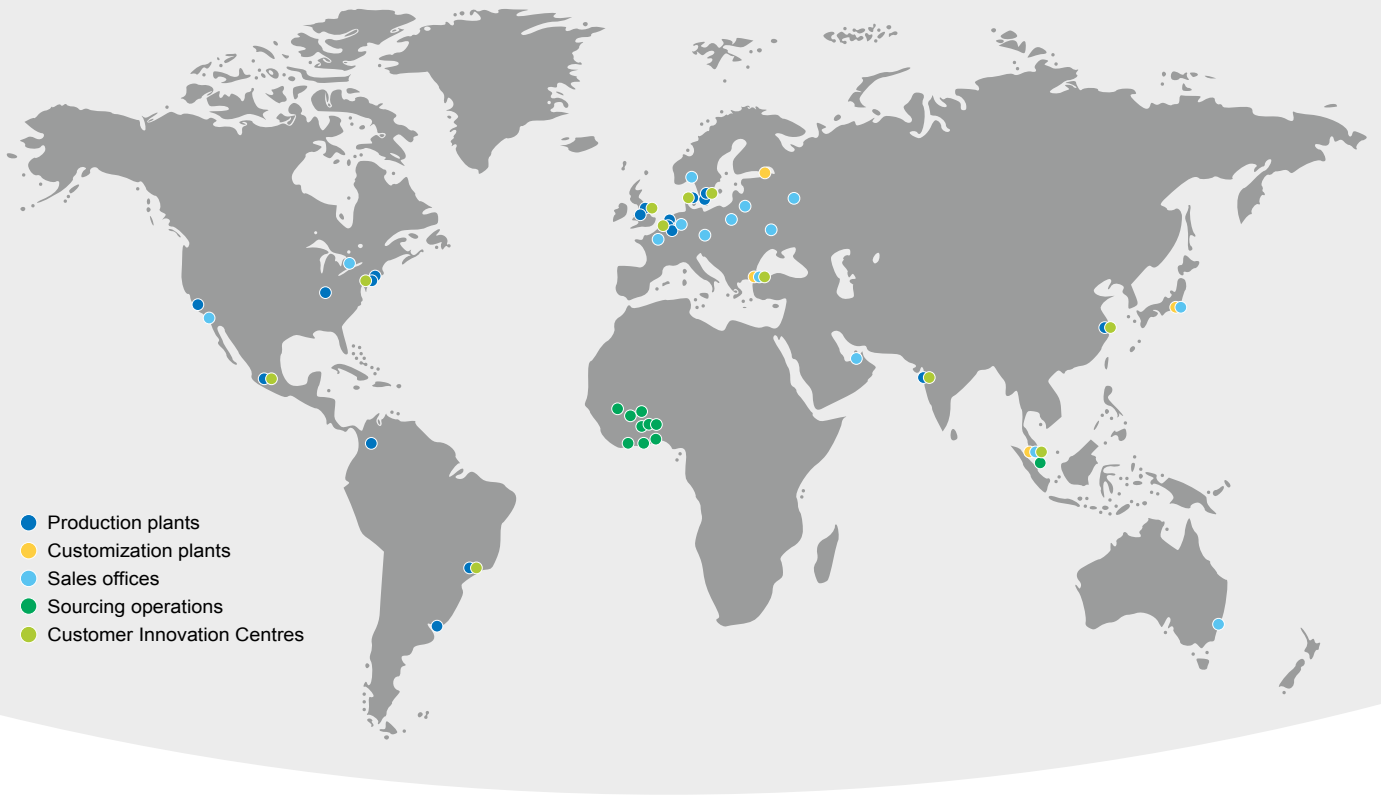 Production plants
Customization plants
Sales offices
Sourcing operations
Customer Innovation Centres